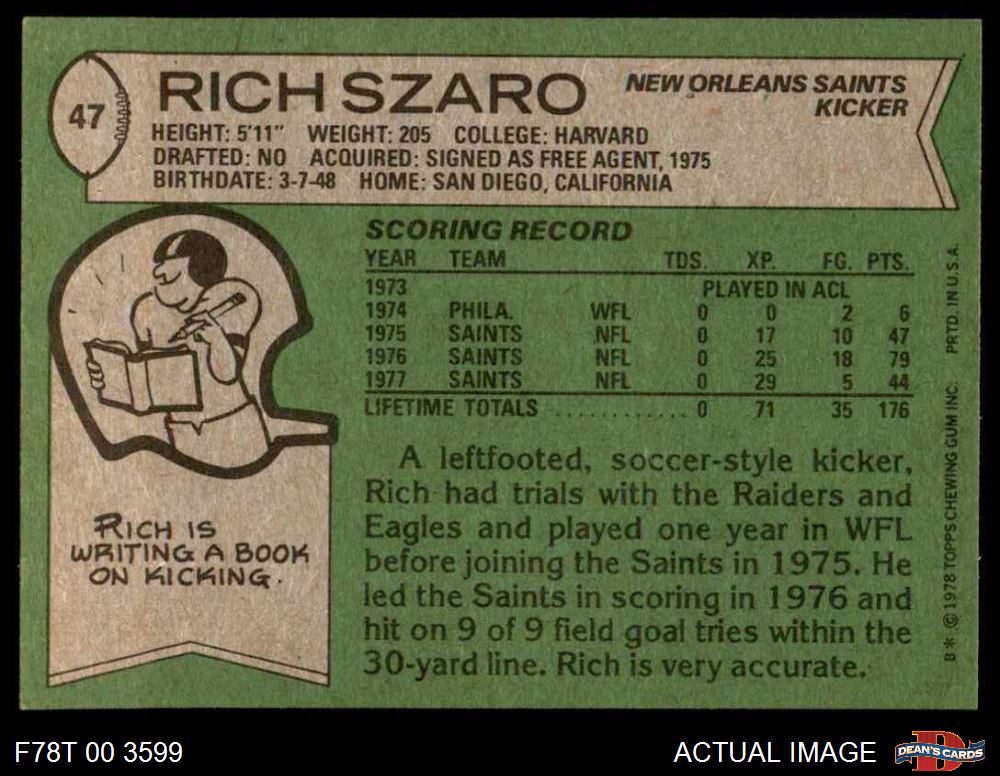 47
RICH SZARO
NEW ORLEANS SAINTS
KICKER
HEIGHT: 5'11" WEIGHT: 205 COLLEGE: HARVARD
DRAFTED: NO ACQUIRED: SIGNED AS FREE AGENT, 1975
BIRTHDATE: 3-7-48 HOME: SAN DIEGO, CALIFORNIA
SCORING RECORD
YEAR TEAM TDS. XP. FG. PTS.
1973 PLAYED IN ACL
1974 PHILA. WFL 0 0 2 6
1975 SAINTS NFL 0 17 10 47
1976 SAINTS NFL 0 25 18 79
1977 SAINTS NFL 0 29 5 44
LIFETIME TOTALS ............ 0 71 35 176
A leftfooted, soccer-style kicker,
Rich had trials with the Raiders and
Eagles and played one year in WFL
before joining the Saints in 1975. He
led the Saints in scoring in 1976 and
hit on 9 of 9 field goal tries within the
30-yard line. Rich is very accurate.
RICH IS
WRITING A BOOK
ON KICKING.
B* © 1978 TOPPS CHEWING GUM INC. PRTD. IN U.S.A.
F78T 00 3599
ACTUAL IMAGE
DEAN'S CARDS